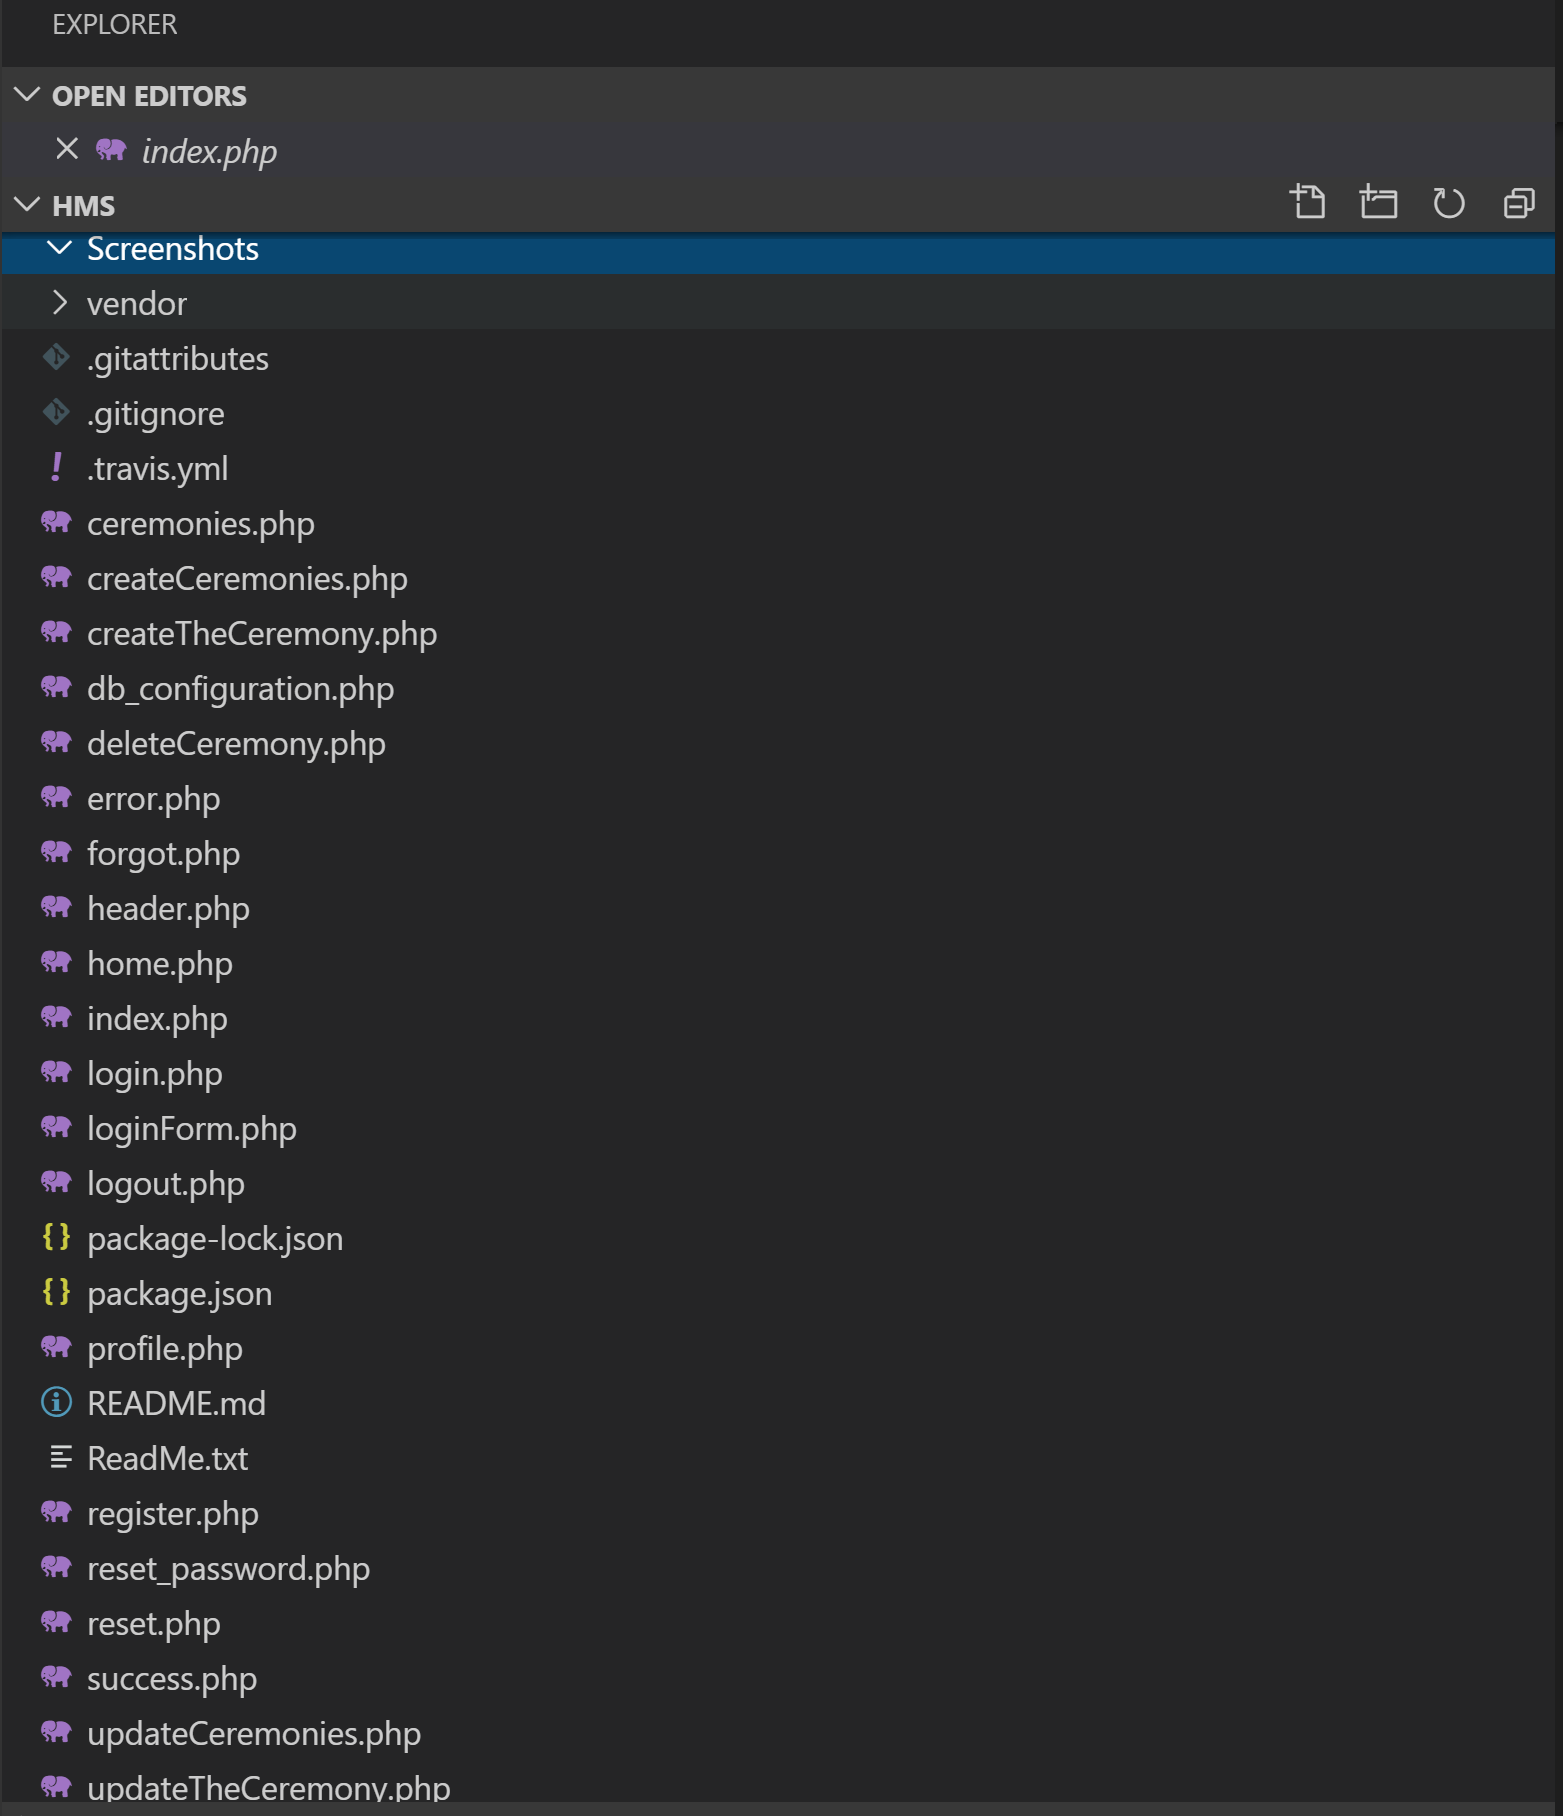 EXPLORER
OPEN EDITORS
index.php
HMS
Screenshots
vendor
.gitattributes
.gitignore
.travis.yml
ceremonies.php
createCeremonies.php
createTheCeremony.php
db_configuration.php
deleteCeremony.php
error.php
forgot.php
header.php
home.php
index.php
login.php
loginForm.php
logout.php
package-lock.json
package.json
profile.php
README.md
ReadMe.txt
register.php
reset_password.php
reset.php
success.php
updateCeremonies.php
updateTheCeremony.php